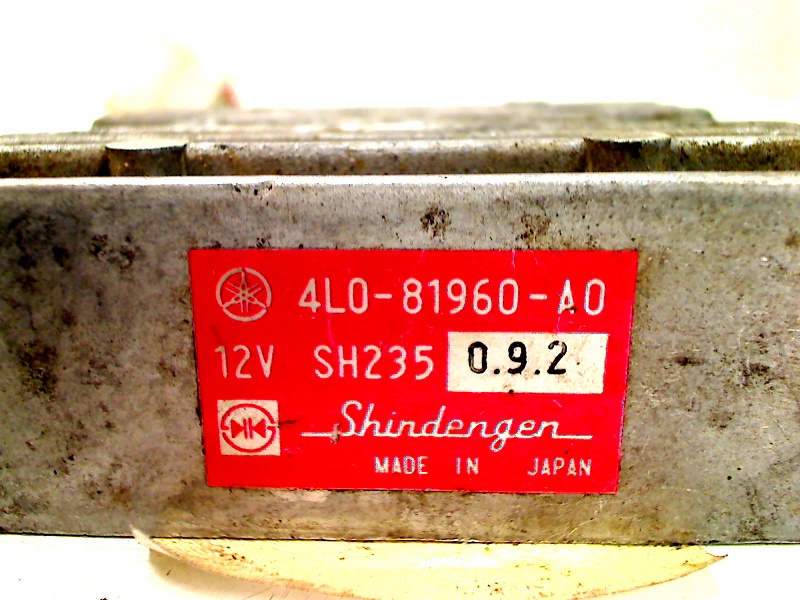 4L0-81960-A0
12V SH235 0.9.2
Shindengen
MADE IN JAPAN